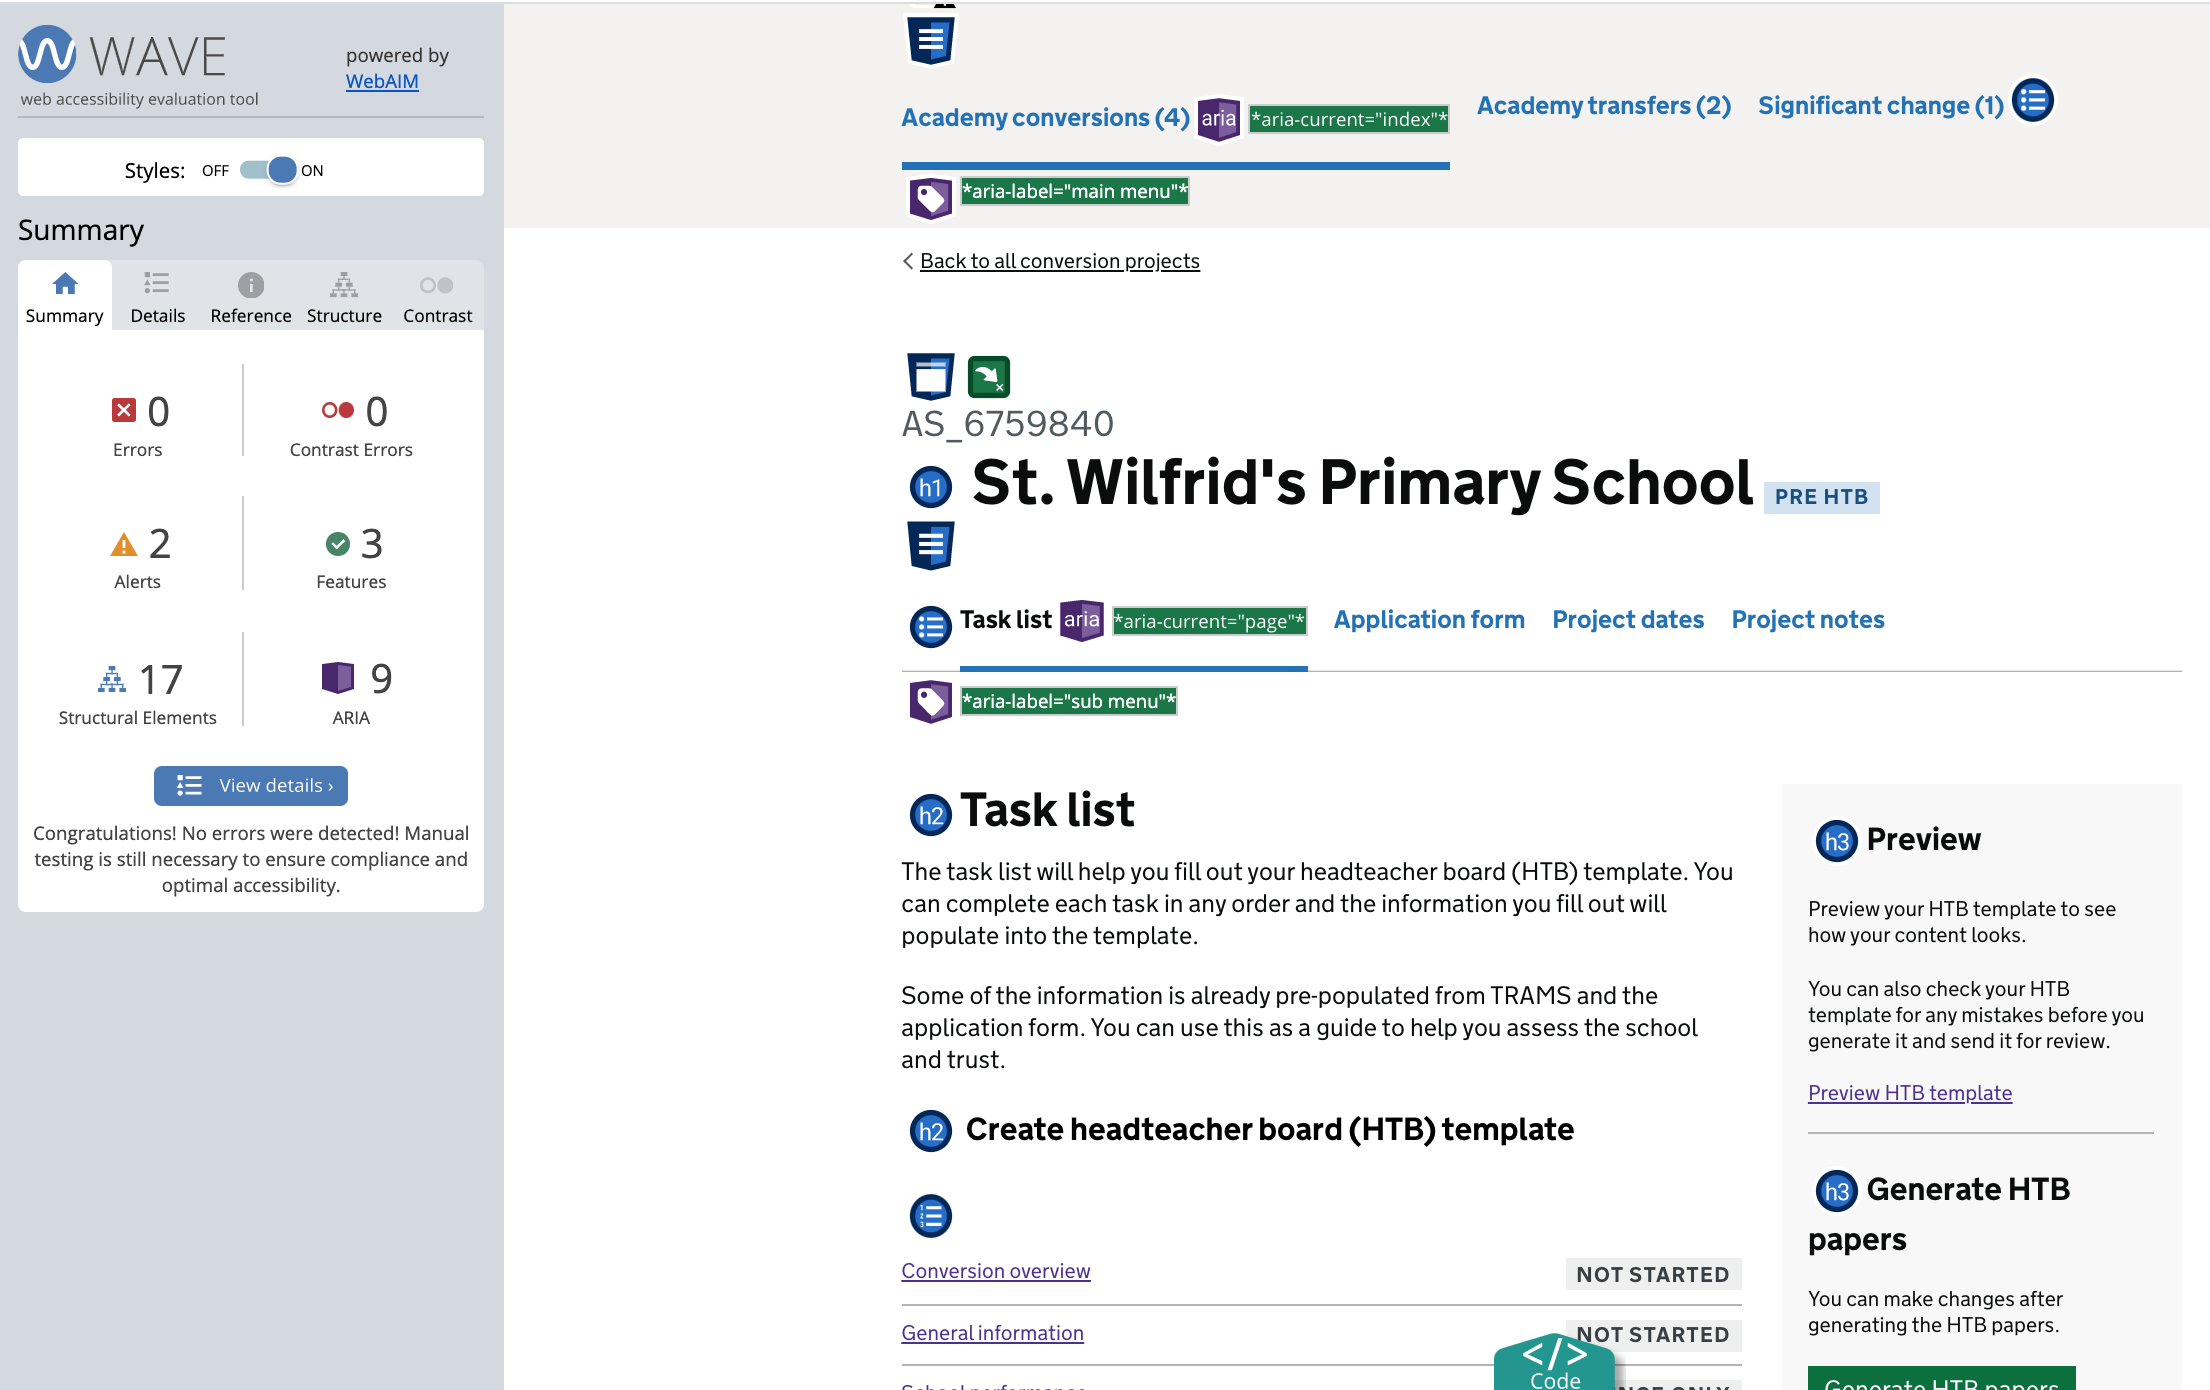 WAVE
powered by
WebAIM
web accessibility evaluation tool
Styles: OFF ON
Summary
Summary Details Reference Structure Contrast
0 0
Errors Contrast Errors
2 3
Alerts Features
17 9
Structural Elements ARIA
View details ›
Congratulations! No errors were detected! Manual
testing is still necessary to ensure compliance and
optimal accessibility.
Academy conversions (4) aria *aria-current="index"* Academy transfers (2) Significant change (1)
*aria-label="main menu"*
Back to all conversion projects
AS_6759840
h1 St. Wilfrid's Primary School PRE HTB
Task list aria *aria-current="page"* Application form Project dates Project notes
*aria-label="sub menu"*
h2 Task list
The task list will help you fill out your headteacher board (HTB) template. You
can complete each task in any order and the information you fill out will
populate into the template.
Some of the information is already pre-populated from TRAMS and the
application form. You can use this as a guide to help you assess the school
and trust.
h2 Create headteacher board (HTB) template
Conversion overview NOT STARTED
General information NOT STARTED
</> Code
h3 Preview
Preview your HTB template to see
how your content looks.
You can also check your HTB
template for any mistakes before you
generate it and send it for review.
Preview HTB template
h3 Generate HTB
papers
You can make changes after
generating the HTB papers.
Generate HTB papers